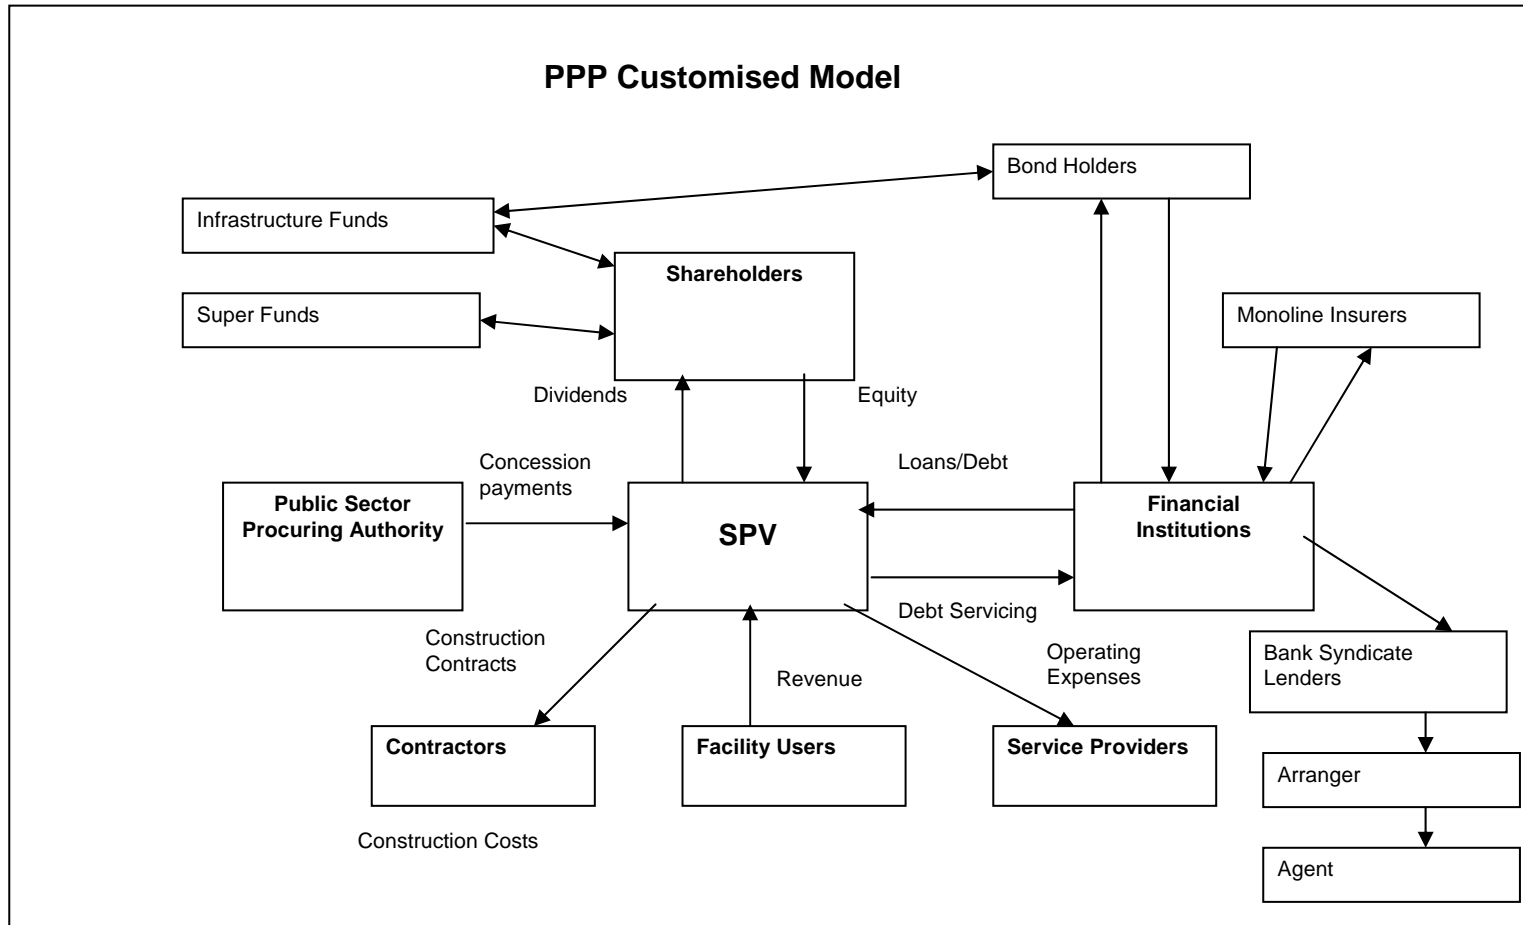 PPP Customised Model
Bond Holders
Infrastructure Funds
Shareholders
Super Funds
Monoline Insurers
Dividends
Equity
Concession
payments
Loans/Debt
Public Sector
Procuring Authority
SPV
Financial
Institutions
Debt Servicing
Construction
Contracts
Revenue
Operating
Expenses
Bank Syndicate
Lenders
Contractors
Facility Users
Service Providers
Arranger
Construction Costs
Agent